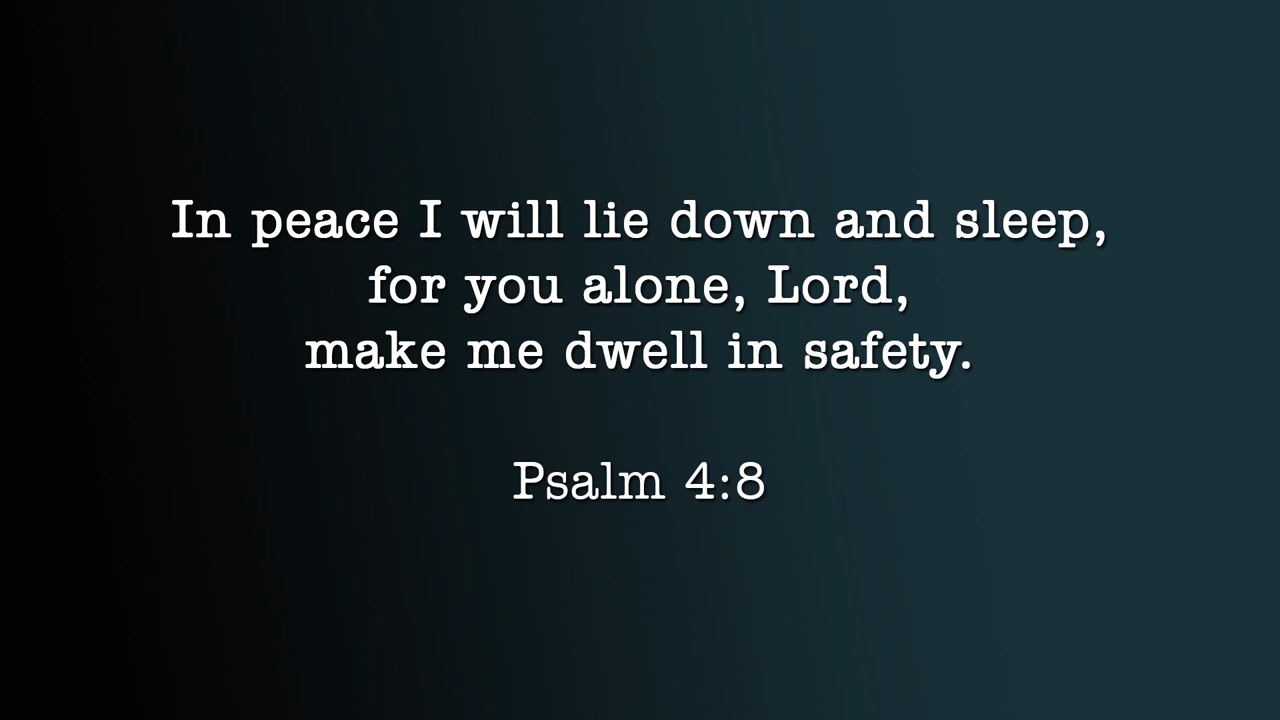 In peace I will lie down and sleep,
for you alone, Lord,
make me dwell in safety.
Psalm 4:8